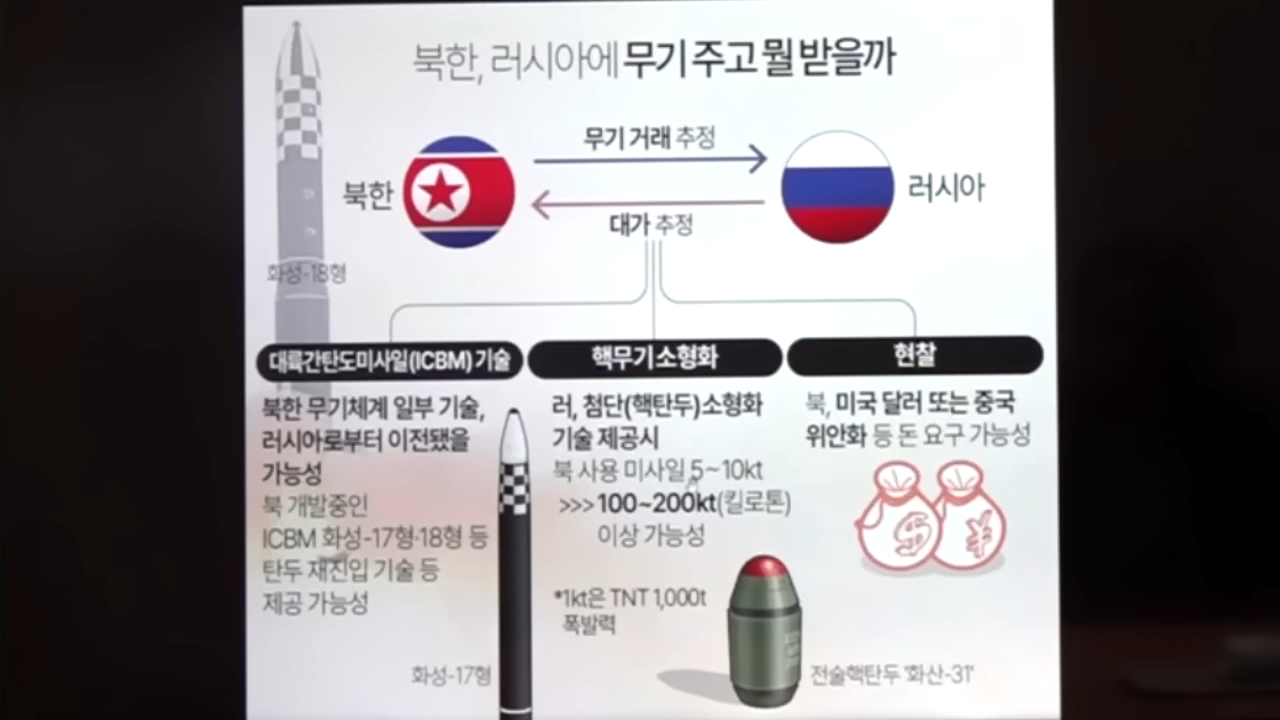 북한, 러시아에 무기 주고 뭘 받을까
무기 거래 추정
북한
러시아
대가 추정
화성-18형
대륙간탄도미사일(ICBM) 기술
북한 무기체계 일부 기술,
러시아로부터 이전됐을
가능성
북 개발중인
ICBM 화성-17형·18형 등
탄두 재진입 기술 등
제공 가능성
화성-17형
핵무기 소형화
러, 첨단(핵탄두)소형화
기술 제공시
북 사용 미사일 5~10kt
>>> 100~200kt(킬로톤)
이상 가능성
*1kt은 TNT 1,000t
폭발력
전술핵탄두 '화산-31'
현찰
북, 미국 달러 또는 중국
위안화 등 돈 요구 가능성
$ ¥